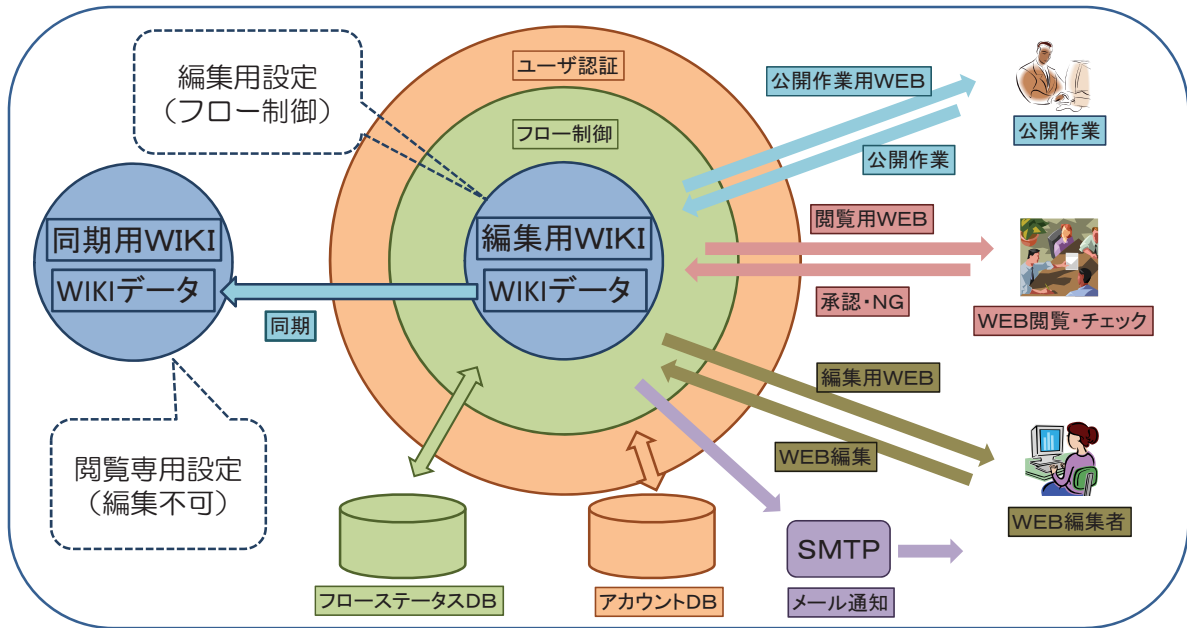 編集用設定
（フロー制御）
ユーザ認証
フロー制御
公開作業用WEB
公開作業
公開作業
同期用WIKI
WIKIデータ
編集用WIKI
WIKIデータ
同期
閲覧用WEB
承認・NG
WEB閲覧・チェック
編集用WEB
WEB編集
WEB編集者
閲覧専用設定
（編集不可）
SMTP
フローステータスDB
アカウントDB
メール通知